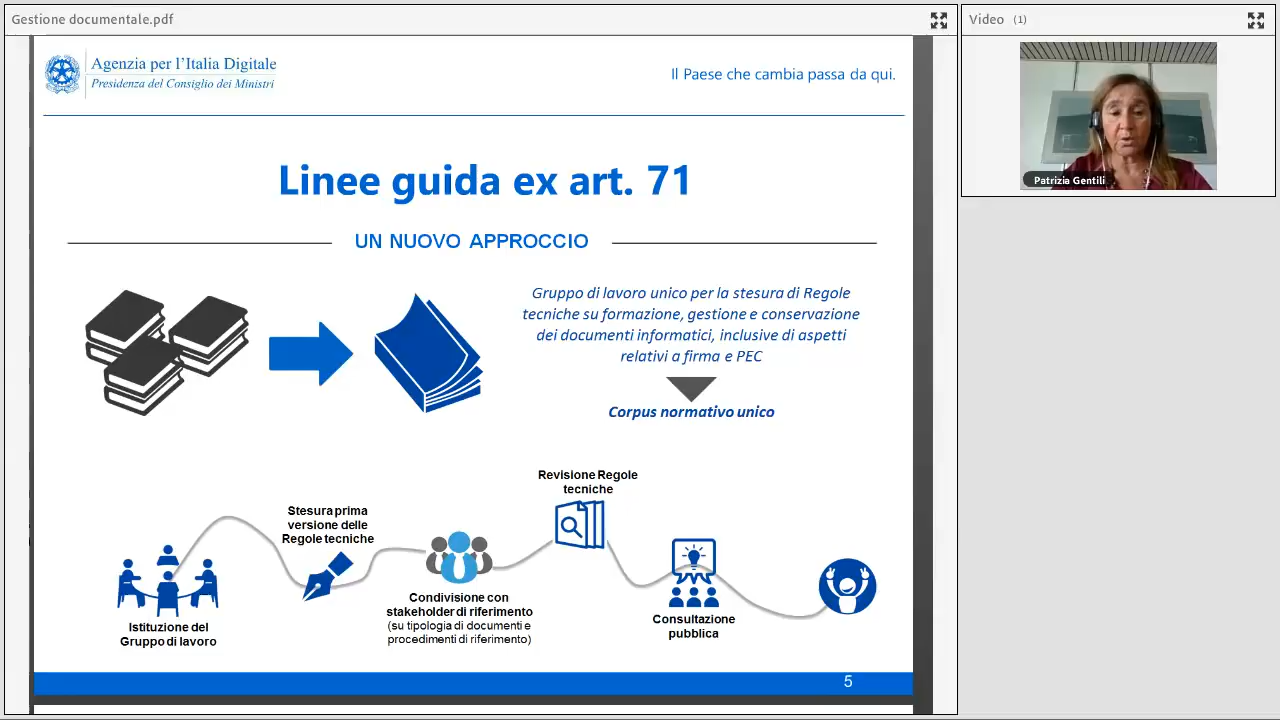 Gestione documentale.pdf
Video (1)
Agenzia per l'Italia Digitale
Presidenza del Consiglio dei Ministri
Il Paese che cambia passa da qui.
Patrizia Gentili
Linee guida ex art. 71
UN NUOVO APPROCCIO
Gruppo di lavoro unico per la stesura di Regole
tecniche su formazione, gestione e conservazione
dei documenti informatici, inclusive di aspetti
relativi a firma e PEC
Corpus normativo unico
Istituzione del
Gruppo di lavoro
Stesura prima
versione delle
Regole tecniche
Condivisione con
stakeholder di riferimento
(su tipologia di documenti e
procedimenti di riferimento)
Revisione Regole
tecniche
Consultazione
pubblica
5